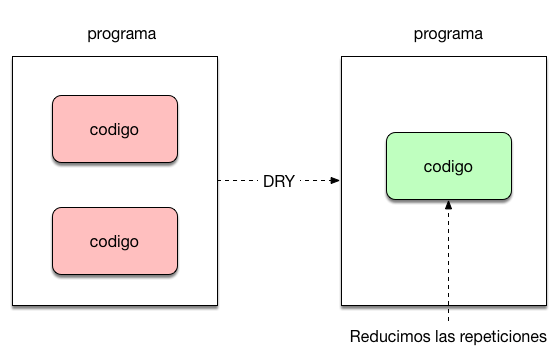 programa
programa
codigo
codigo
DRY
codigo
Reducimos las repeticiones